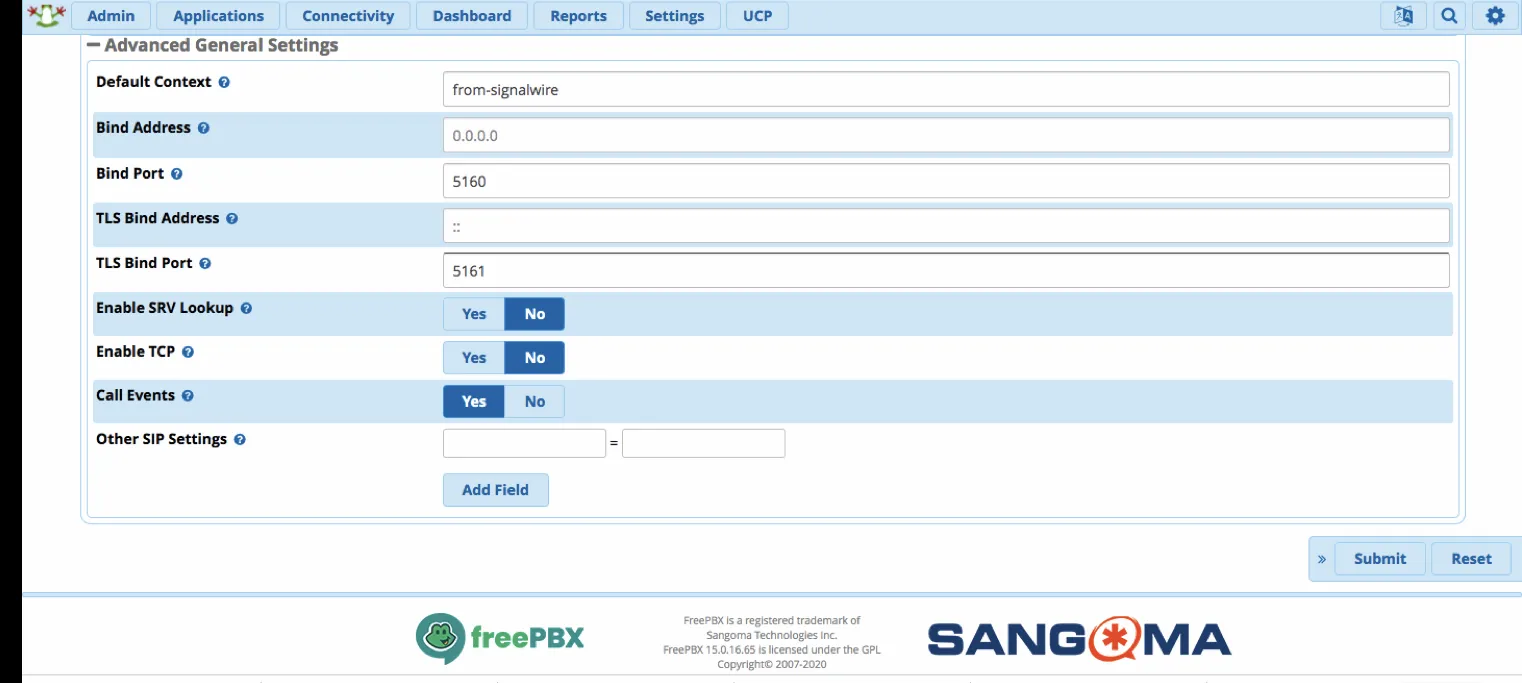 Admin Applications Connectivity Dashboard Reports Settings UCP
Advanced General Settings
Default Context from-signalwire
Bind Address 0.0.0.0
Bind Port 5160
TLS Bind Address ::
TLS Bind Port 5161
Enable SRV Lookup Yes No
Enable TCP Yes No
Call Events Yes No
Other SIP Settings =
Add Field
» Submit Reset
freePBX
FreePBX is a registered trademark of
Sangoma Technologies Inc.
FreePBX 15.0.16.65 is licensed under the GPL
Copyright© 2007-2020
SANGOMA